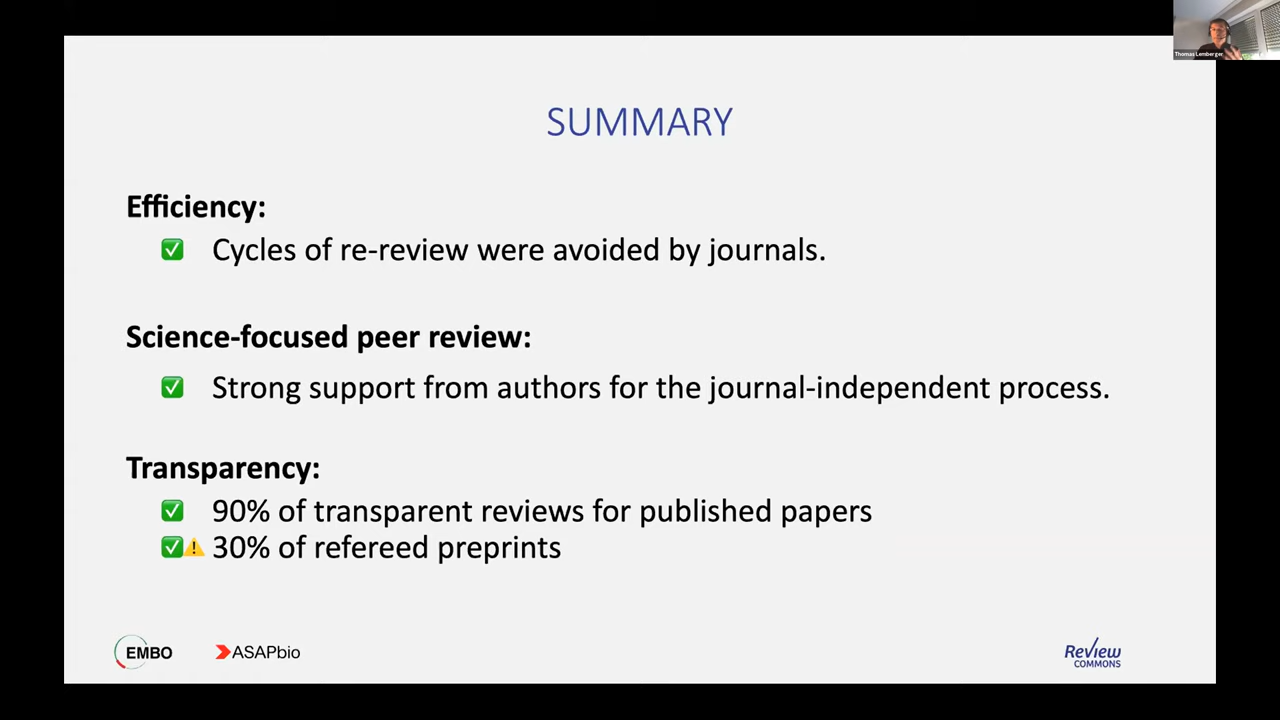 Thomas Lemberger
SUMMARY
Efficiency:
✅ Cycles of re-review were avoided by journals.
Science-focused peer review:
✅ Strong support from authors for the journal-independent process.
Transparency:
✅ 90% of transparent reviews for published papers
✅⚠️ 30% of refereed preprints
EMBO
ASAPbio
Review
COMMONS